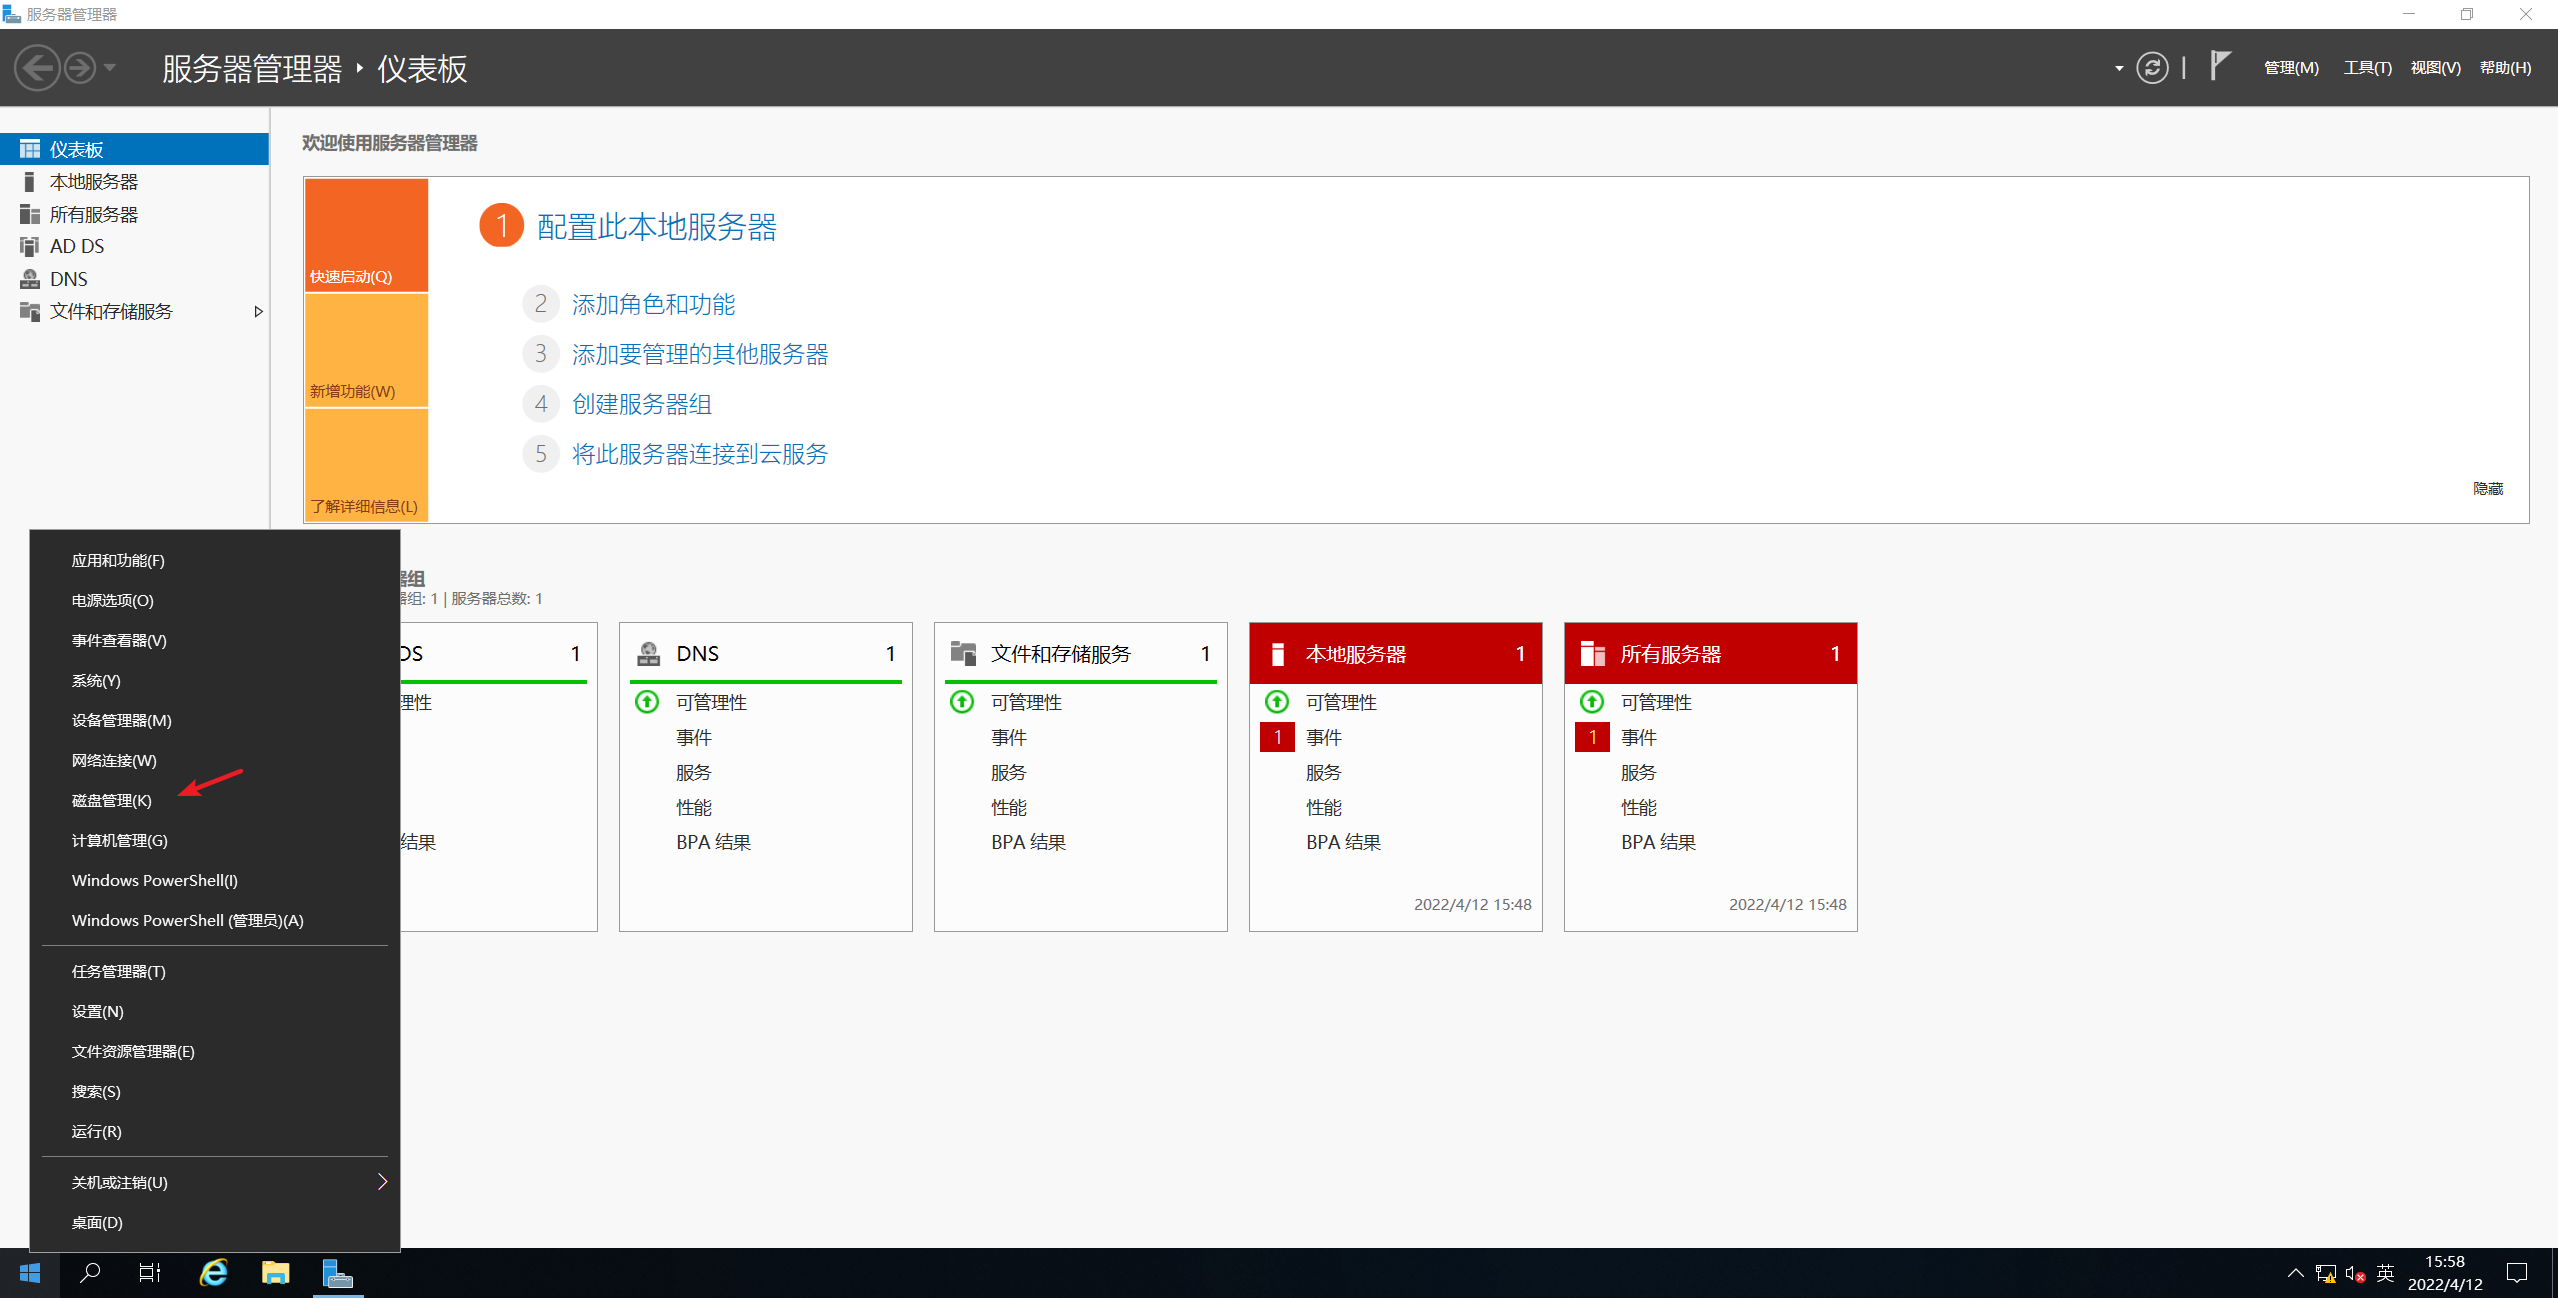 服务器管理器
服务器管理器 ‣ 仪表板
管理(M) 工具(T) 视图(V) 帮助(H)
仪表板
本地服务器
所有服务器
AD DS
DNS
文件和存储服务
欢迎使用服务器管理器
快速启动(Q)
新增功能(W)
了解详细信息(L)
1 配置此本地服务器
2 添加角色和功能
3 添加要管理的其他服务器
4 创建服务器组
5 将此服务器连接到云服务
隐藏
器组
器组: 1 | 服务器总数: 1
DS 1
理性
结果
DNS 1
可管理性
事件
服务
性能
BPA 结果
文件和存储服务 1
可管理性
事件
服务
性能
BPA 结果
本地服务器 1
可管理性
1 事件
服务
性能
BPA 结果
2022/4/12 15:48
所有服务器 1
可管理性
1 事件
服务
性能
BPA 结果
2022/4/12 15:48
应用和功能(F)
电源选项(O)
事件查看器(V)
系统(Y)
设备管理器(M)
网络连接(W)
磁盘管理(K)
计算机管理(G)
Windows PowerShell(I)
Windows PowerShell (管理员)(A)
任务管理器(T)
设置(N)
文件资源管理器(E)
搜索(S)
运行(R)
关机或注销(U)
桌面(D)
英
15:58
2022/4/12